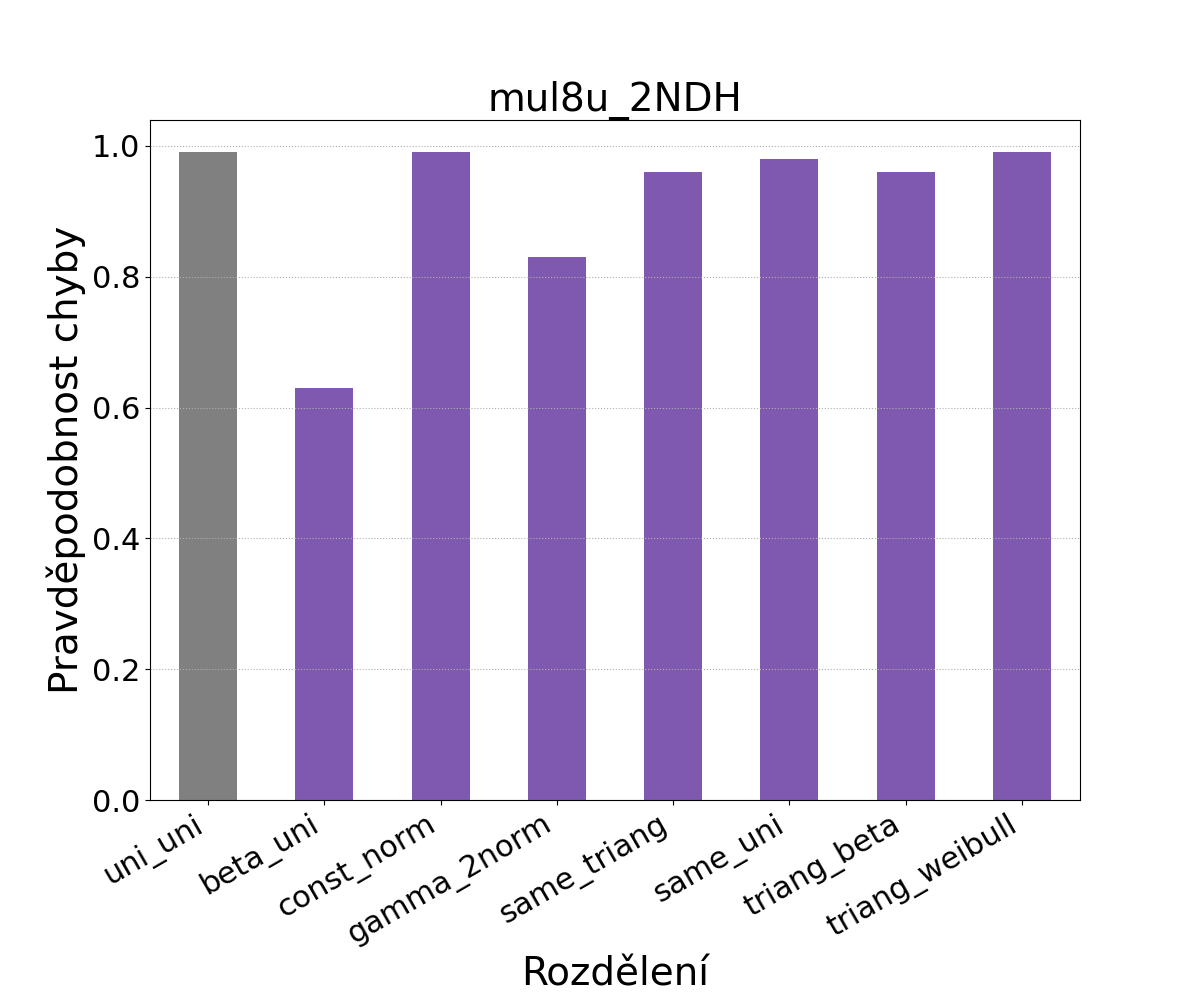 mul8u_2NDH
Pravděpodobnost chyby
1.0
0.8
0.6
0.4
0.2
0.0
uni_uni
beta_uni
const_norm
gamma_2norm
same_triang
same_uni
triang_beta
triang_weibull
Rozdělení